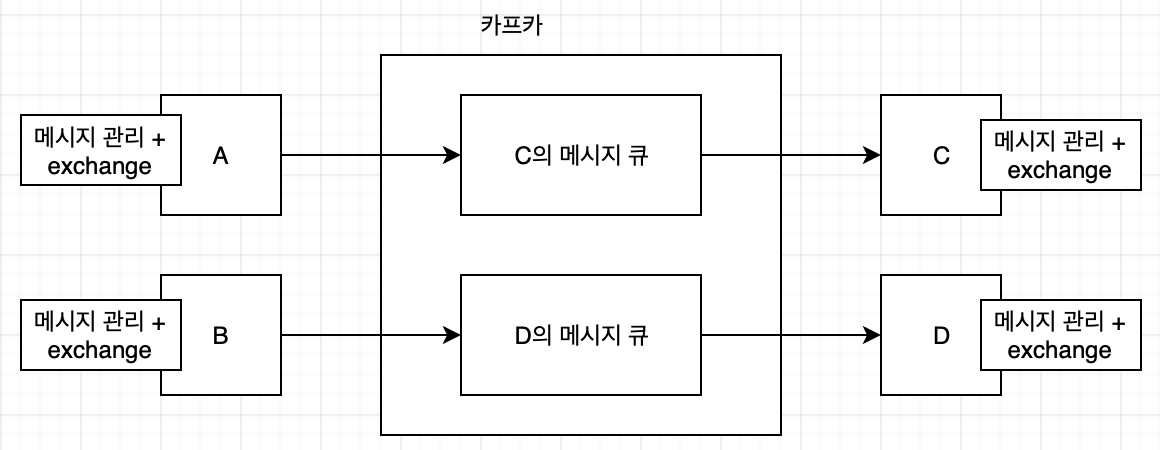 카프카
메시지 관리 +
exchange
A
C의 메시지 큐
C
메시지 관리 +
exchange
메시지 관리 +
exchange
B
D의 메시지 큐
D
메시지 관리 +
exchange